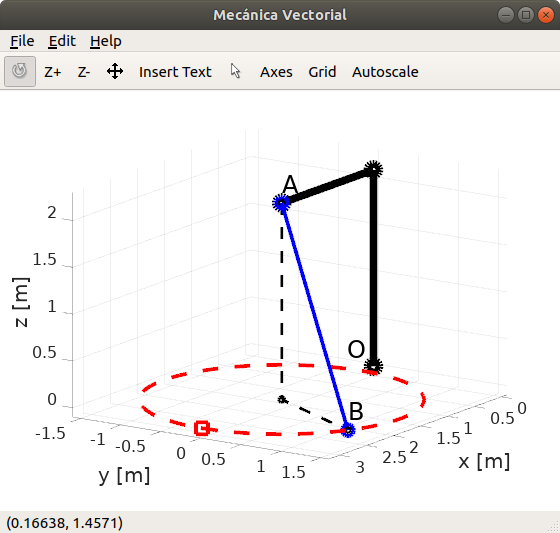 Mecánica Vectorial
File Edit Help
Z+ Z- Insert Text Axes Grid Autoscale
A
2
1.5
1
0.5
0
z [m]
O
B
-1.5
-1
-0.5
0
0.5
1
1.5
y [m]
3
2.5
2
1.5
1
0.5
0
x [m]
(0.16638, 1.4571)